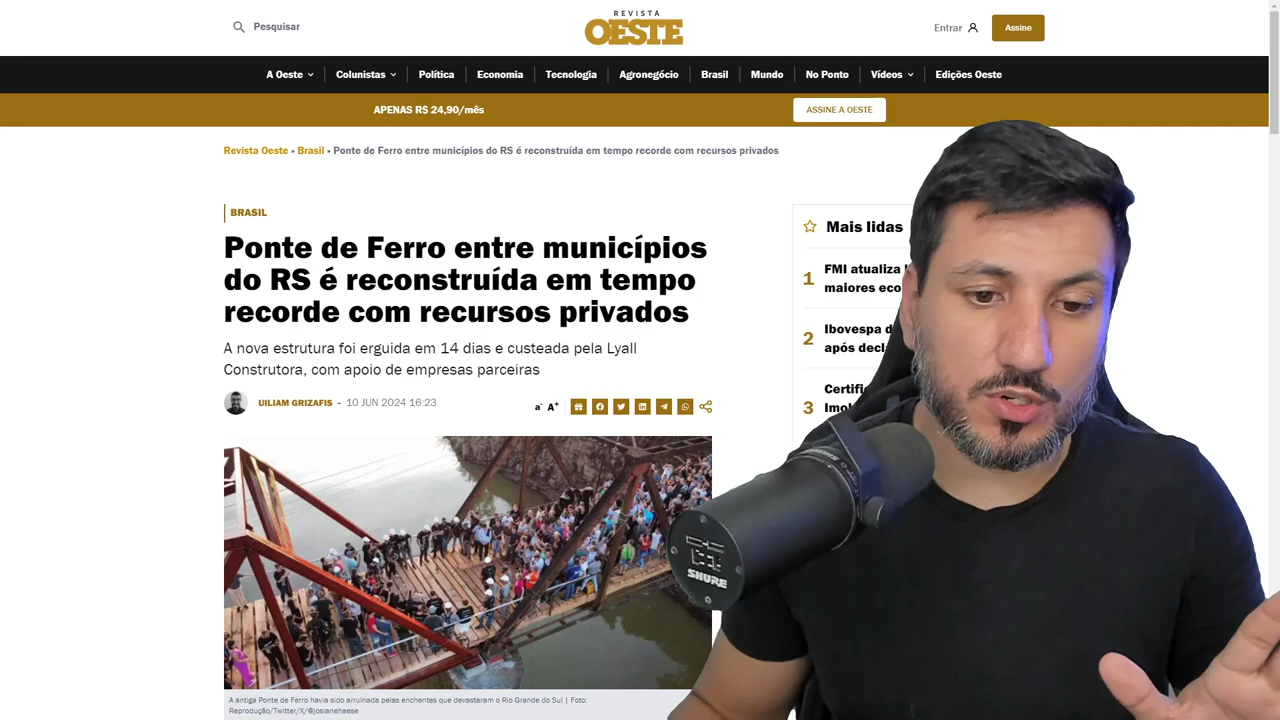 Pesquisar
REVISTA
OESTE
Entrar
Assine
A Oeste
Colunistas
Política
Economia
Tecnologia
Agronegócio
Brasil
Mundo
No Ponto
Vídeos
Edições Oeste
APENAS R$ 24,90/mês
ASSINE A OESTE
Revista Oeste • Brasil • Ponte de Ferro entre municípios do RS é reconstruída em tempo recorde com recursos privados
BRASIL
Ponte de Ferro entre municípios
do RS é reconstruída em tempo
recorde com recursos privados
A nova estrutura foi erguida em 14 dias e custeada pela Lyall
Construtora, com apoio de empresas parceiras
UILIAM GRIZAFIS - 10 JUN 2024 16:23
a- A+
A antiga Ponte de Ferro havia sido arruinada pelas enchentes que devastaram o Rio Grande do Sul | Foto:
Reprodução/Twitter/X/@josianehaese
Mais lidas
1
FMI atualiza
maiores eco
2
Ibovespa d
após decl
3
Certifi
Imo
SHURE